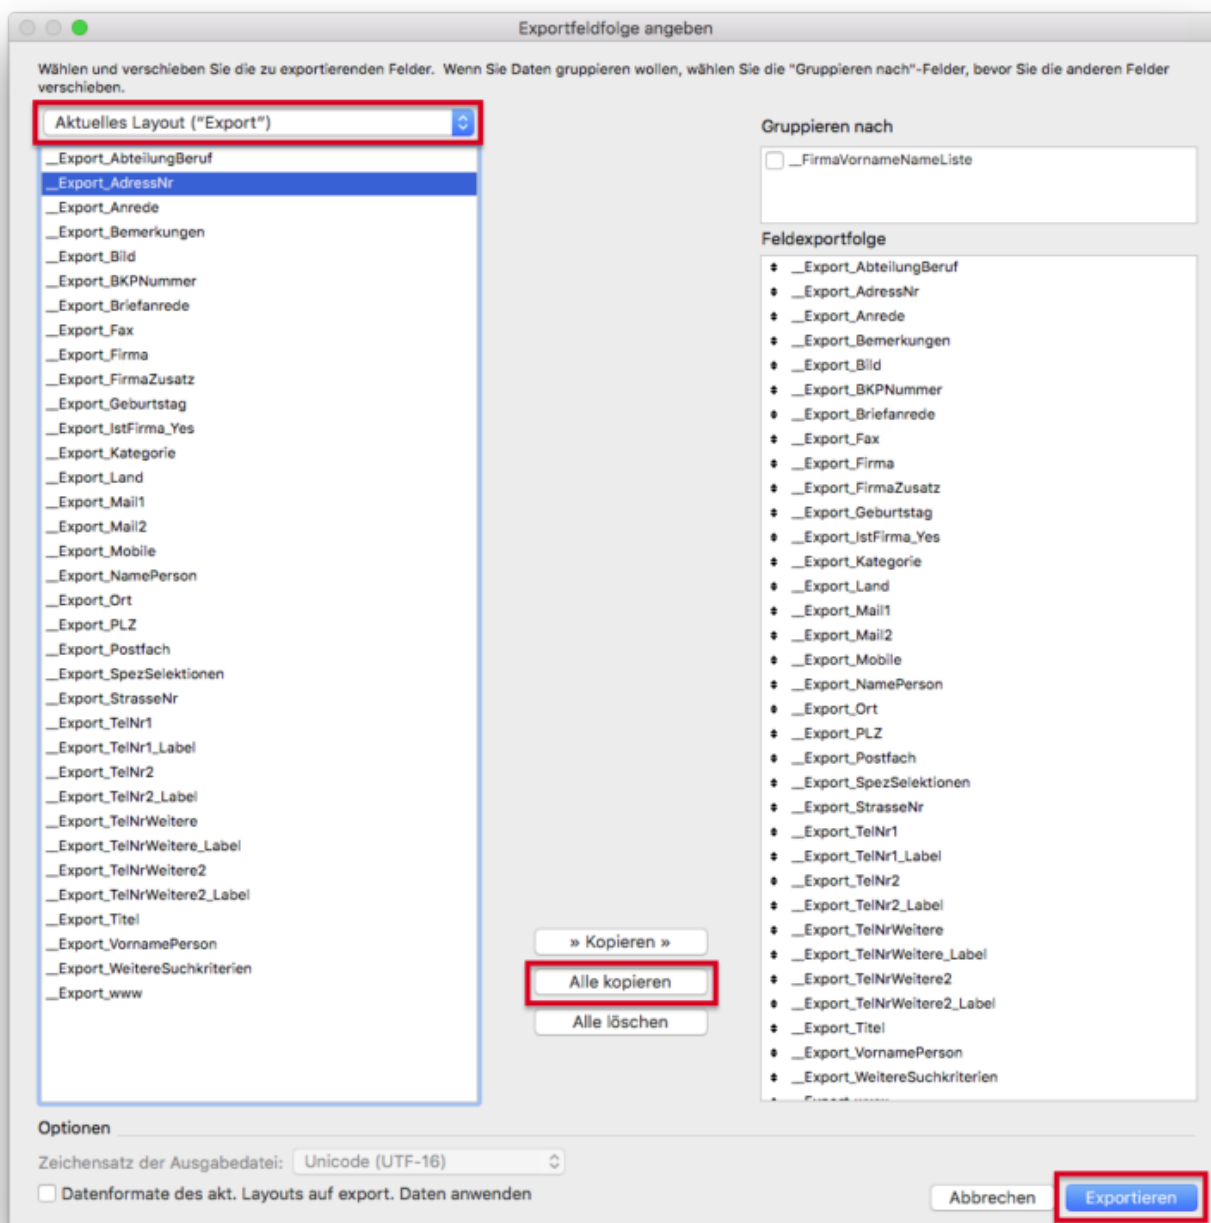 Exportfeldfolge angeben
Wählen und verschieben Sie die zu exportierenden Felder. Wenn Sie Daten gruppieren wollen, wählen Sie die "Gruppieren nach"-Felder, bevor Sie die anderen Felder
verschieben.
Aktuelles Layout ("Export")
__Export_AbteilungBeruf
__Export_AdressNr
__Export_Anrede
__Export_Bemerkungen
__Export_Bild
__Export_BKPNummer
__Export_Briefanrede
__Export_Fax
__Export_Firma
__Export_FirmaZusatz
__Export_Geburtstag
__Export_IstFirma_Yes
__Export_Kategorie
__Export_Land
__Export_Mail1
__Export_Mail2
__Export_Mobile
__Export_NamePerson
__Export_Ort
__Export_PLZ
__Export_Postfach
__Export_SpezSelektionen
__Export_StrasseNr
__Export_TelNr1
__Export_TelNr1_Label
__Export_TelNr2
__Export_TelNr2_Label
__Export_TelNrWeitere
__Export_TelNrWeitere_Label
__Export_TelNrWeitere2
__Export_TelNrWeitere2_Label
__Export_Titel
__Export_VornamePerson
__Export_WeitereSuchkriterien
__Export_www
» Kopieren »
Alle kopieren
Alle löschen
Gruppieren nach
__FirmaVornameNameListe
Feldexportfolge
__Export_AbteilungBeruf
__Export_AdressNr
__Export_Anrede
__Export_Bemerkungen
__Export_Bild
__Export_BKPNummer
__Export_Briefanrede
__Export_Fax
__Export_Firma
__Export_FirmaZusatz
__Export_Geburtstag
__Export_IstFirma_Yes
__Export_Kategorie
__Export_Land
__Export_Mail1
__Export_Mail2
__Export_Mobile
__Export_NamePerson
__Export_Ort
__Export_PLZ
__Export_Postfach
__Export_SpezSelektionen
__Export_StrasseNr
__Export_TelNr1
__Export_TelNr1_Label
__Export_TelNr2
__Export_TelNr2_Label
__Export_TelNrWeitere
__Export_TelNrWeitere_Label
__Export_TelNrWeitere2
__Export_TelNrWeitere2_Label
__Export_Titel
__Export_VornamePerson
__Export_WeitereSuchkriterien
Optionen
Zeichensatz der Ausgabedatei: Unicode (UTF-16)
Datenformate des akt. Layouts auf export. Daten anwenden
Abbrechen
Exportieren